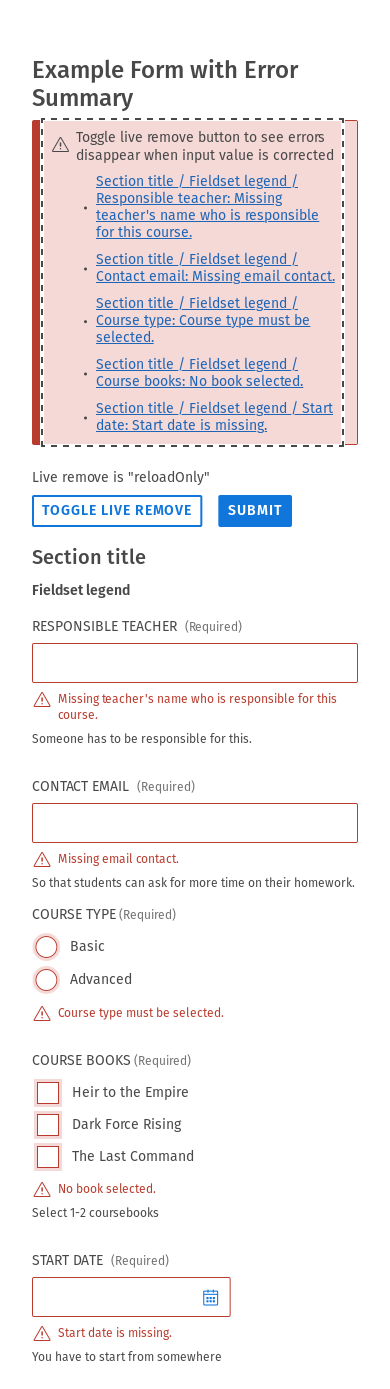 Example Form with Error
Summary
Toggle live remove button to see errors
disappear when input value is corrected
Section title / Fieldset legend /
Responsible teacher: Missing
teacher's name who is responsible
for this course.
Section title / Fieldset legend /
Contact email: Missing email contact.
Section title / Fieldset legend /
Course type: Course type must be
selected.
Section title / Fieldset legend /
Course books: No book selected.
Section title / Fieldset legend / Start
date: Start date is missing.
Live remove is "reloadOnly"
TOGGLE LIVE REMOVE SUBMIT
Section title
Fieldset legend
RESPONSIBLE TEACHER (Required)
Missing teacher's name who is responsible for this
course.
Someone has to be responsible for this.
CONTACT EMAIL (Required)
Missing email contact.
So that students can ask for more time on their homework.
COURSE TYPE (Required)
Basic
Advanced
Course type must be selected.
COURSE BOOKS (Required)
Heir to the Empire
Dark Force Rising
The Last Command
No book selected.
Select 1-2 coursebooks
START DATE (Required)
Start date is missing.
You have to start from somewhere